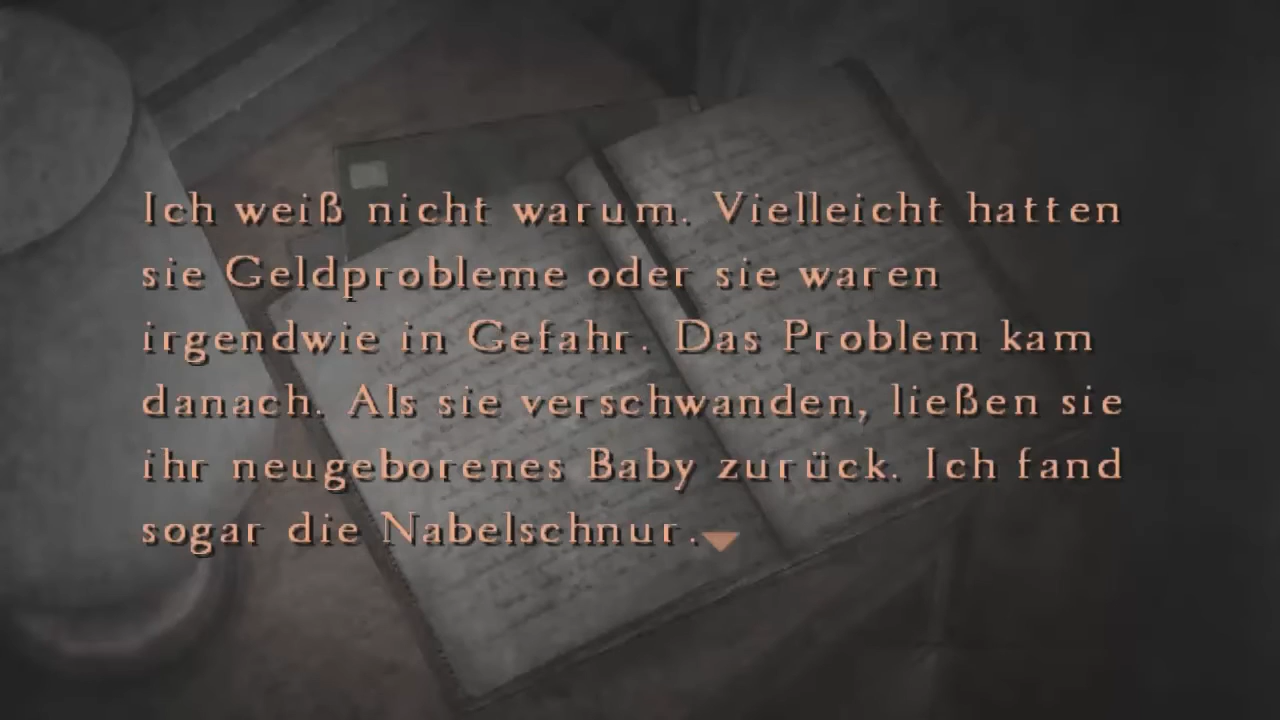 Ich weiß nicht warum. Vielleicht hatten
sie Geldprobleme oder sie waren
irgendwie in Gefahr. Das Problem kam
danach. Als sie verschwanden, ließen sie
ihr neugeborenes Baby zurück. Ich fand
sogar die Nabelschnur.